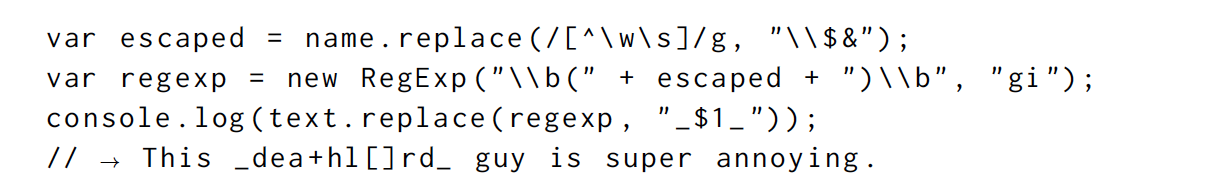 var escaped = name.replace(/[^\w\s]/g, "\\$&");
var regexp = new RegExp("\\b(" + escaped + ")\\b", "gi");
console.log(text.replace(regexp, "_$1_"));
// → This _dea+hl[]rd_ guy is super annoying.